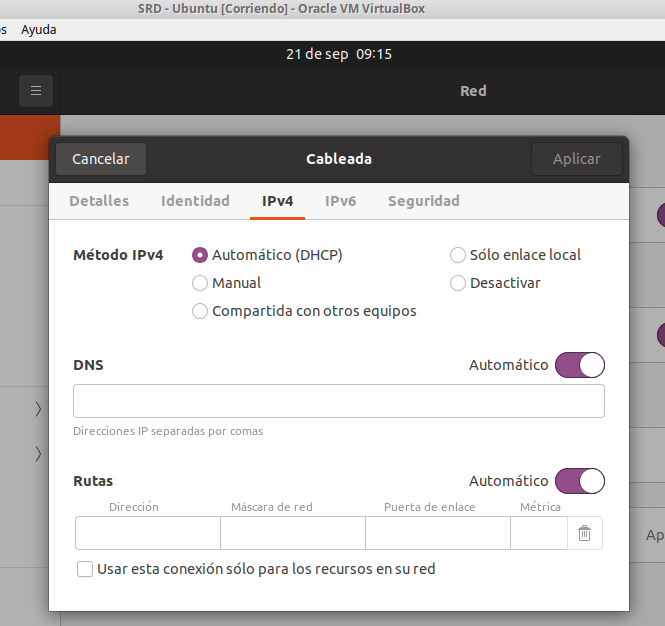 SRD - Ubuntu [Corriendo] - Oracle VM VirtualBox
Ayuda
21 de sep 09:15
Red
Cancelar
Cableada
Aplicar
Detalles
Identidad
IPv4
IPv6
Seguridad
Método IPv4
Automático (DHCP)
Sólo enlace local
Manual
Desactivar
Compartida con otros equipos
DNS
Automático
Direcciones IP separadas por comas
Rutas
Automático
Dirección
Máscara de red
Puerta de enlace
Métrica
Usar esta conexión sólo para los recursos en su red